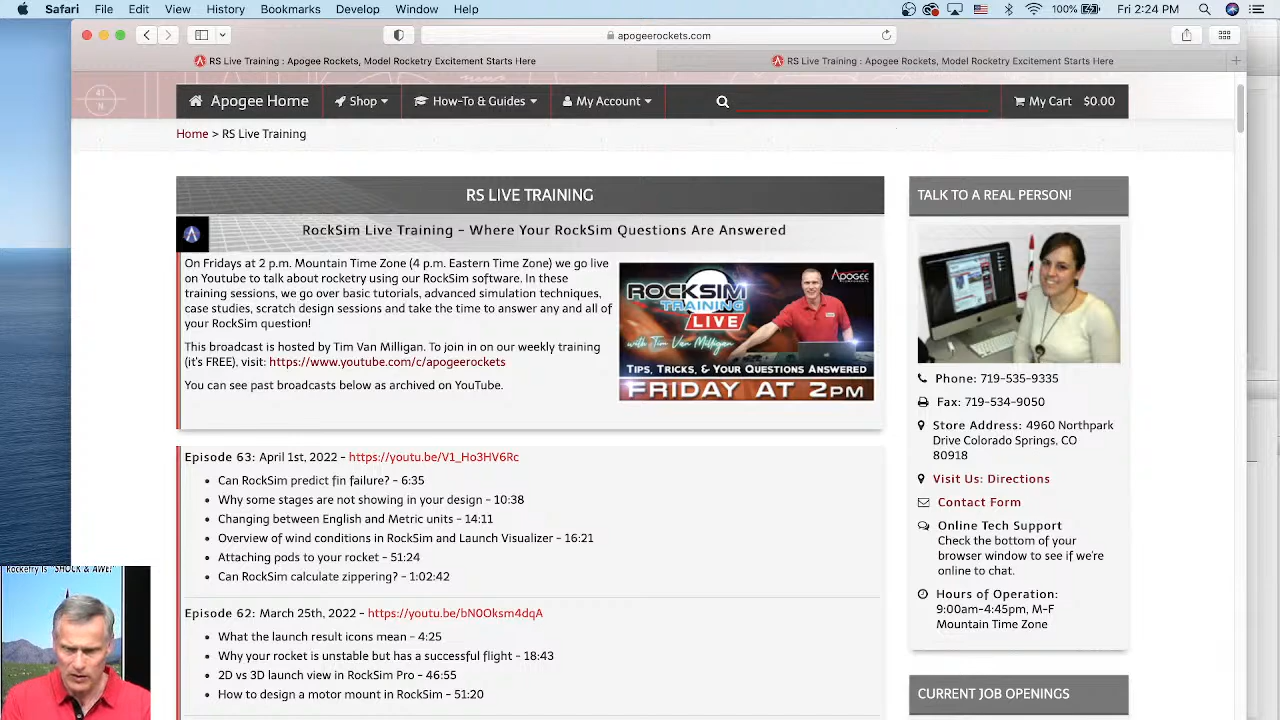 Safari File Edit View History Bookmarks Develop Window Help 100% Fri 2:24 PM
apogeerockets.com
RS Live Training : Apogee Rockets, Model Rocketry Excitement Starts Here
RS Live Training : Apogee Rockets, Model Rocketry Excitement Starts Here
41
N
Apogee Home Shop How-To & Guides My Account My Cart $0.00
Home > RS Live Training
RS LIVE TRAINING
RockSim Live Training - Where Your RockSim Questions Are Answered
On Fridays at 2 p.m. Mountain Time Zone (4 p.m. Eastern Time Zone) we go live
on Youtube to talk about rocketry using our RockSim software. In these
training sessions, we go over basic tutorials, advanced simulation techniques,
case studies, scratch design sessions and take the time to answer any and all of
your RockSim question!
This broadcast is hosted by Tim Van Milligan. To join in on our weekly training
(it's FREE), visit: https://www.youtube.com/c/apogeerockets
You can see past broadcasts below as archived on YouTube.
APOGEE
ROCKSIM
TRAINING
LIVE
with Tim Van Milligan
TIPS, TRICKS, & YOUR QUESTIONS ANSWERED
FRIDAY AT 2PM
Episode 63: April 1st, 2022 - https://youtu.be/V1_Ho3HV6Rc
Can RockSim predict fin failure? - 6:35
Why some stages are not showing in your design - 10:38
Changing between English and Metric units - 14:11
Overview of wind conditions in RockSim and Launch Visualizer - 16:21
Attaching pods to your rocket - 51:24
Can RockSim calculate zippering? - 1:02:42
Episode 62: March 25th, 2022 - https://youtu.be/bN0Oksm4dqA
What the launch result icons mean - 4:25
Why your rocket is unstable but has a successful flight - 18:43
2D vs 3D launch view in RockSim Pro - 46:55
How to design a motor mount in RockSim - 51:20
TALK TO A REAL PERSON!
Phone: 719-535-9335
Fax: 719-534-9050
Store Address: 4960 Northpark
Drive Colorado Springs, CO
80918
Visit Us: Directions
Contact Form
Online Tech Support
Check the bottom of your
browser window to see if we're
online to chat.
Hours of Operation:
9:00am-4:45pm, M-F
Mountain Time Zone
CURRENT JOB OPENINGS
Rocketry is "SHOCK & AWE!"